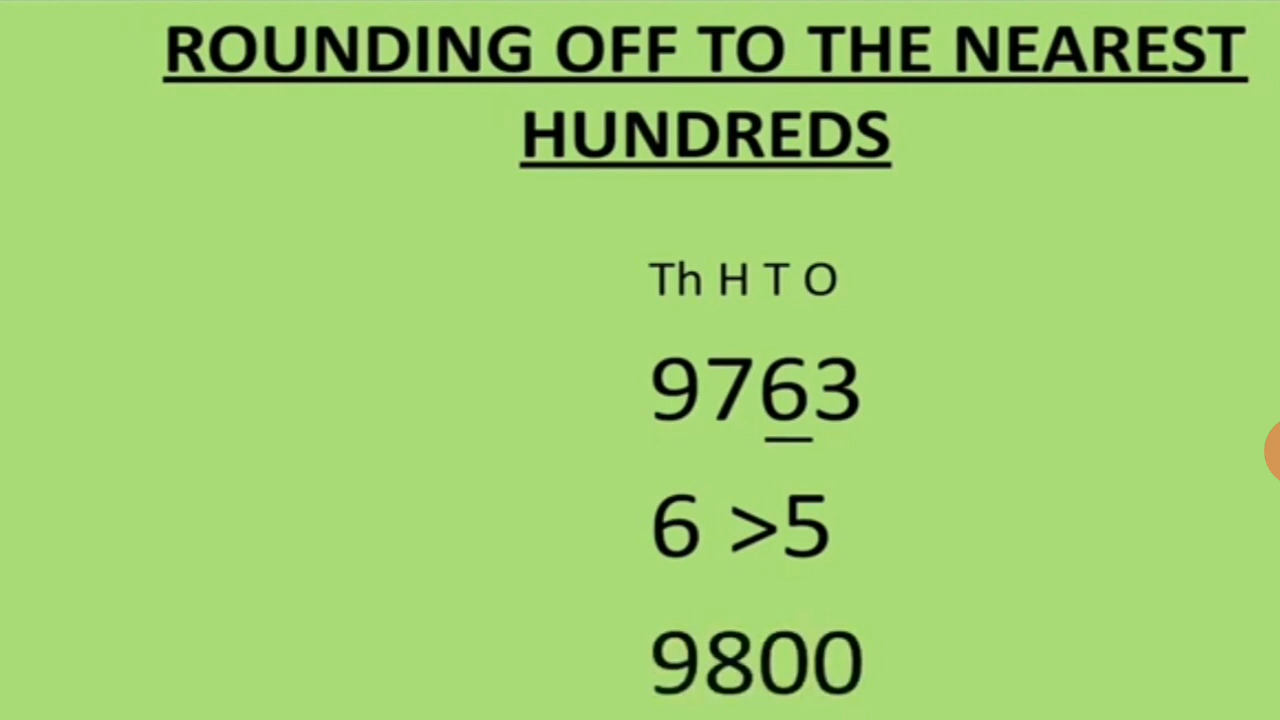 ROUNDING OFF TO THE NEAREST
HUNDREDS
Th H T O
9763
6 >5
9800